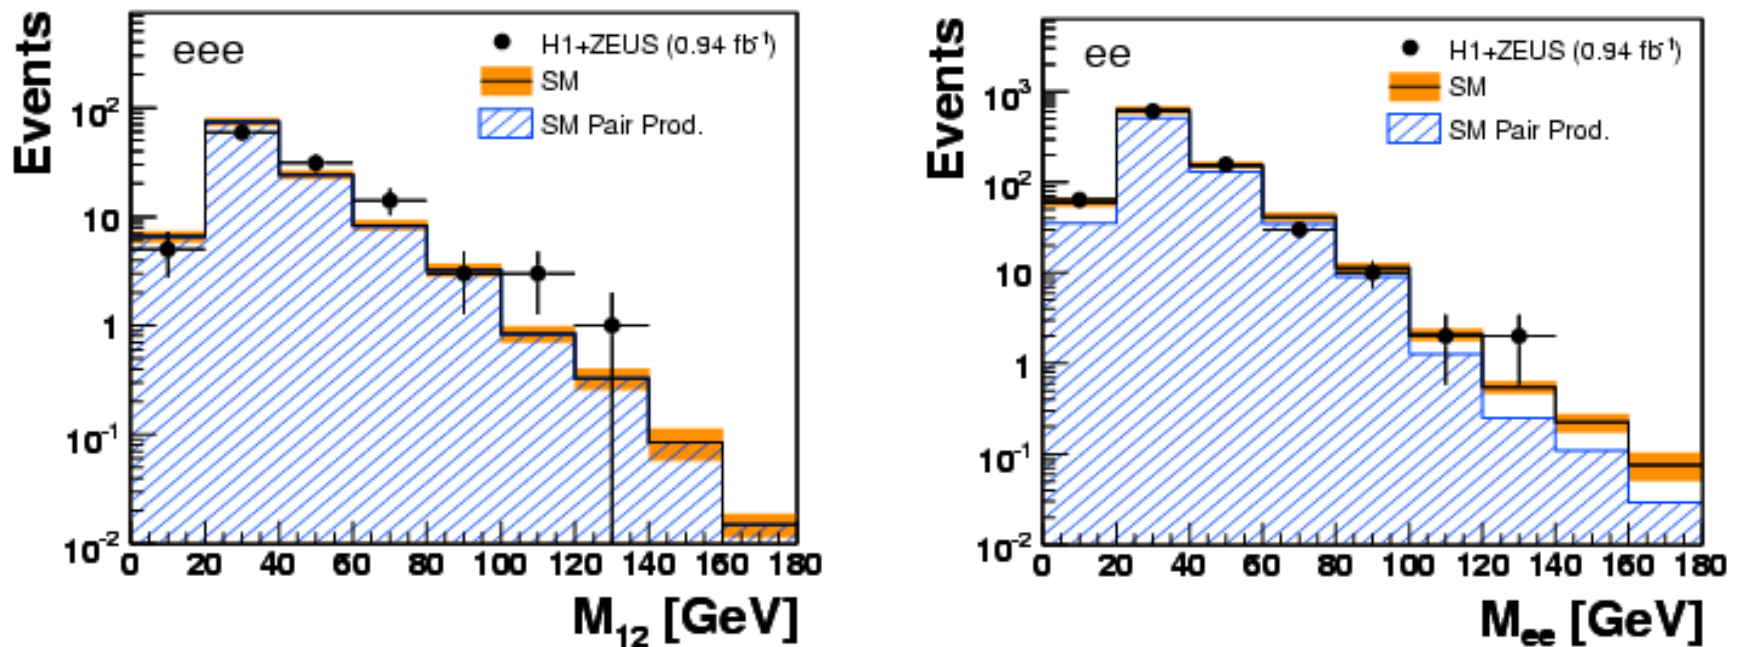 Events
eee
H1+ZEUS (0.94 fb⁻¹)
SM
SM Pair Prod.
10²
10
1
10⁻¹
10⁻²
0 20 40 60 80 100 120 140 160 180
M₁₂ [GeV]
Events
ee
H1+ZEUS (0.94 fb⁻¹)
SM
SM Pair Prod.
10³
10²
10
1
10⁻¹
10⁻²
0 20 40 60 80 100 120 140 160 180
Mₑₑ [GeV]